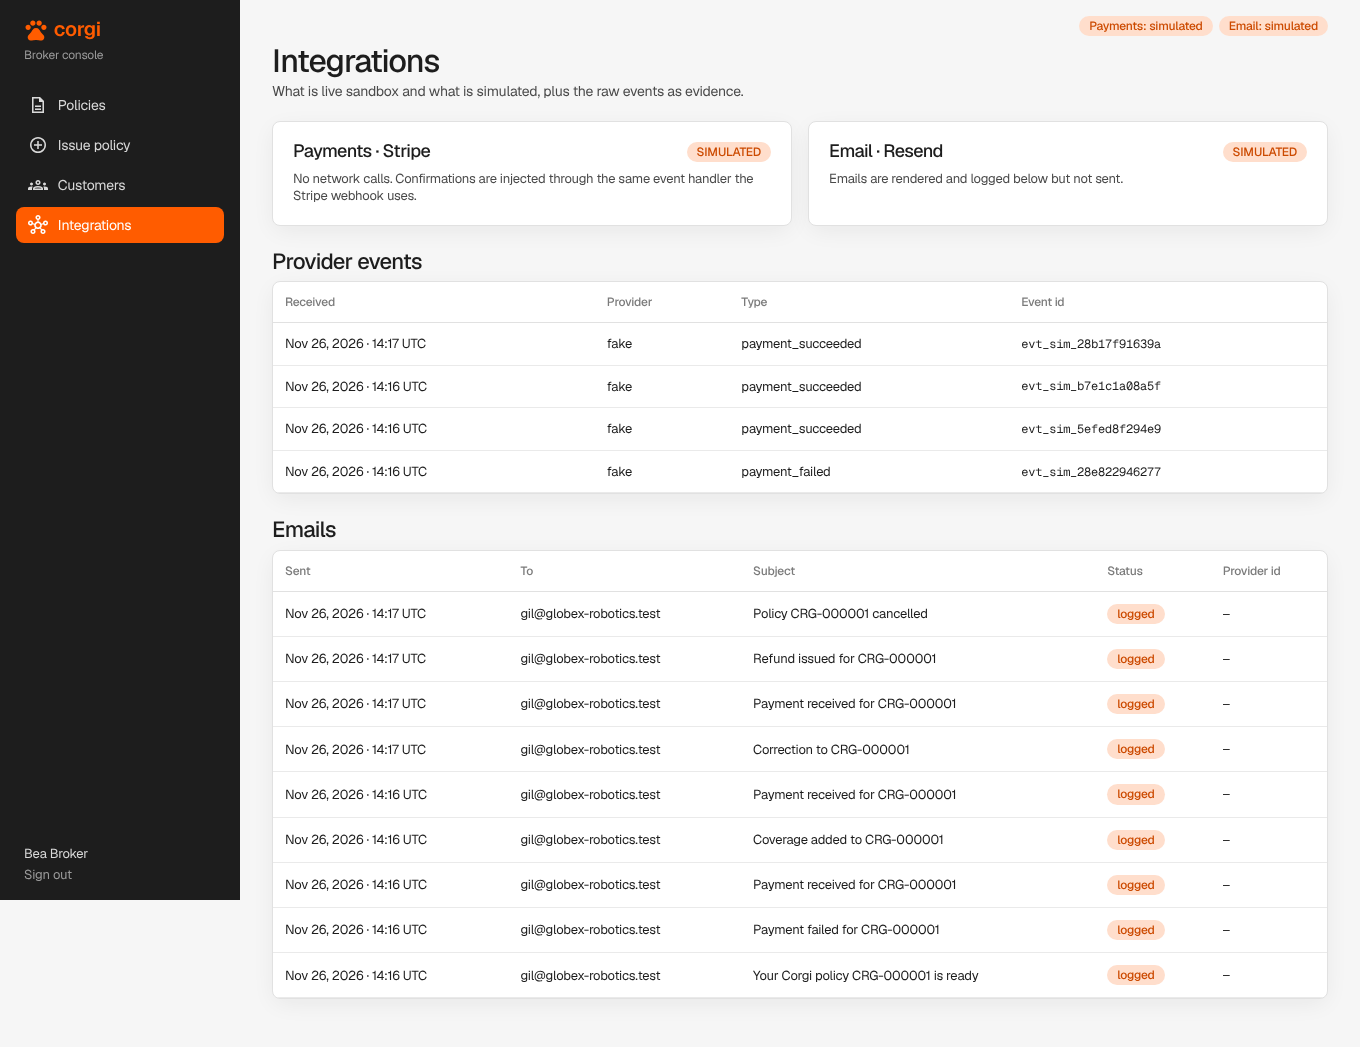 corgi
Broker console
Policies
Issue policy
Customers
Integrations
Bea Broker
Sign out
Payments: simulated Email: simulated
Integrations
What is live sandbox and what is simulated, plus the raw events as evidence.
Payments · Stripe SIMULATED
No network calls. Confirmations are injected through the same event handler the
Stripe webhook uses.
Email · Resend SIMULATED
Emails are rendered and logged below but not sent.
Provider events
Received Provider Type Event id
Nov 26, 2026 · 14:17 UTC fake payment_succeeded evt_sim_28b17f91639a
Nov 26, 2026 · 14:16 UTC fake payment_succeeded evt_sim_b7e1c1a08a5f
Nov 26, 2026 · 14:16 UTC fake payment_succeeded evt_sim_5efed8f294e9
Nov 26, 2026 · 14:16 UTC fake payment_failed evt_sim_28e822946277
Emails
Sent To Subject Status Provider id
Nov 26, 2026 · 14:17 UTC gil@globex-robotics.test Policy CRG-000001 cancelled logged –
Nov 26, 2026 · 14:17 UTC gil@globex-robotics.test Refund issued for CRG-000001 logged –
Nov 26, 2026 · 14:17 UTC gil@globex-robotics.test Payment received for CRG-000001 logged –
Nov 26, 2026 · 14:17 UTC gil@globex-robotics.test Correction to CRG-000001 logged –
Nov 26, 2026 · 14:16 UTC gil@globex-robotics.test Payment received for CRG-000001 logged –
Nov 26, 2026 · 14:16 UTC gil@globex-robotics.test Coverage added to CRG-000001 logged –
Nov 26, 2026 · 14:16 UTC gil@globex-robotics.test Payment received for CRG-000001 logged –
Nov 26, 2026 · 14:16 UTC gil@globex-robotics.test Payment failed for CRG-000001 logged –
Nov 26, 2026 · 14:16 UTC gil@globex-robotics.test Your Corgi policy CRG-000001 is ready logged –